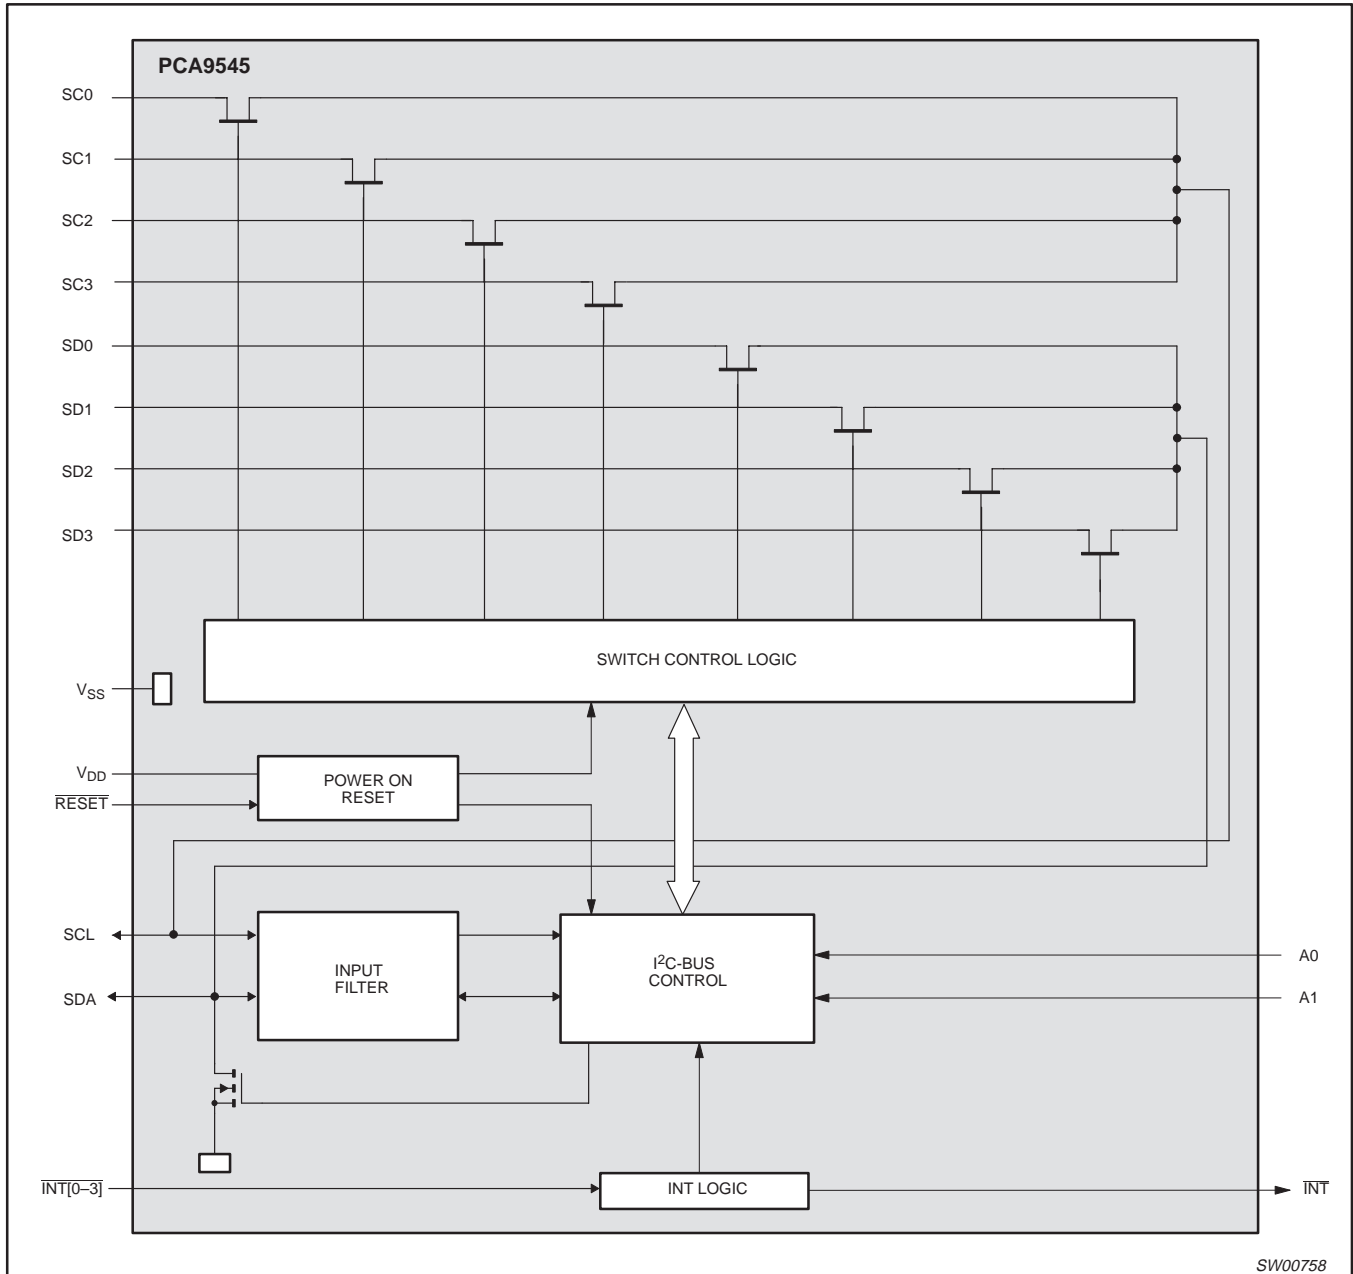 PCA9545
SC0
SC1
SC2
SC3
SD0
SD1
SD2
SD3
SWITCH CONTROL LOGIC
VSS
VDD
POWER ON
RESET
RESET
SCL
INPUT
FILTER
I²C-BUS
CONTROL
A0
SDA
A1
INT[0–3]
INT LOGIC
INT
SW00758